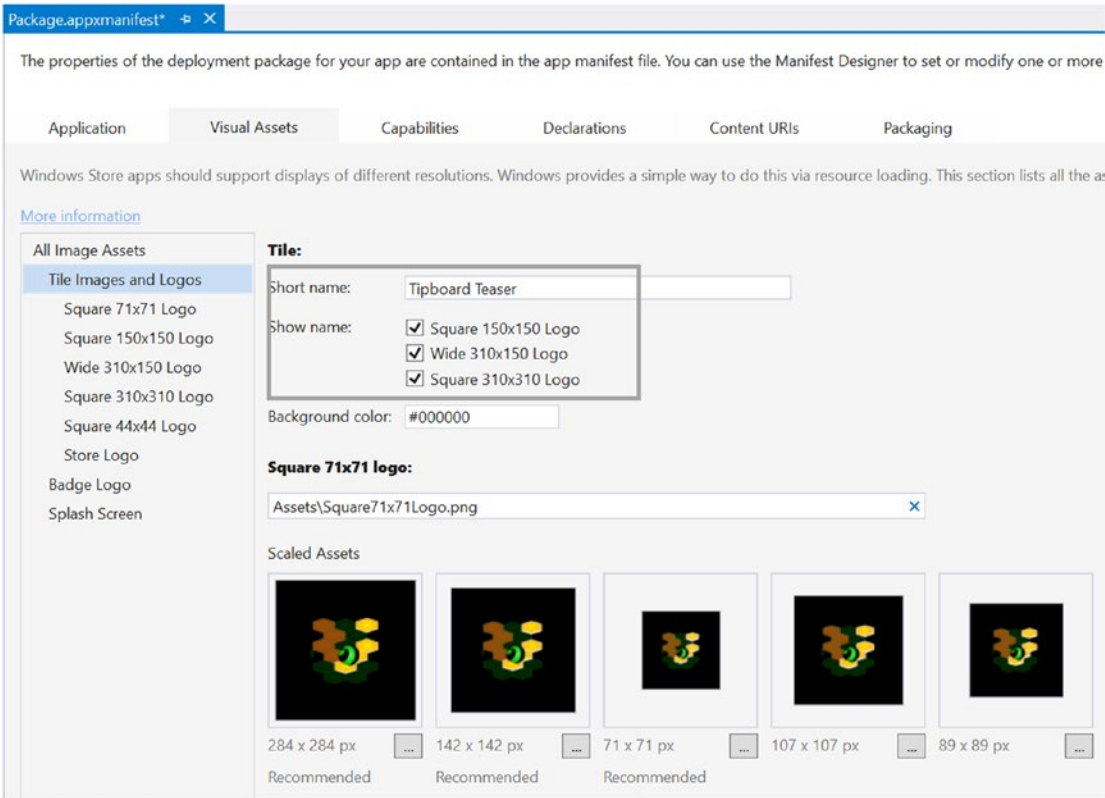 Package.appxmanifest*
The properties of the deployment package for your app are contained in the app manifest file. You can use the Manifest Designer to set or modify one or more
Application Visual Assets Capabilities Declarations Content URIs Packaging
Windows Store apps should support displays of different resolutions. Windows provides a simple way to do this via resource loading. This section lists all the as
More information
All Image Assets
Tile Images and Logos
Square 71x71 Logo
Square 150x150 Logo
Wide 310x150 Logo
Square 310x310 Logo
Square 44x44 Logo
Store Logo
Badge Logo
Splash Screen
Tile:
Short name: Tipboard Teaser
Show name: Square 150x150 Logo
Wide 310x150 Logo
Square 310x310 Logo
Background color: #000000
Square 71x71 logo:
Assets\Square71x71Logo.png
Scaled Assets
284 x 284 px ... 142 x 142 px ... 71 x 71 px ... 107 x 107 px ... 89 x 89 px ...
Recommended Recommended Recommended